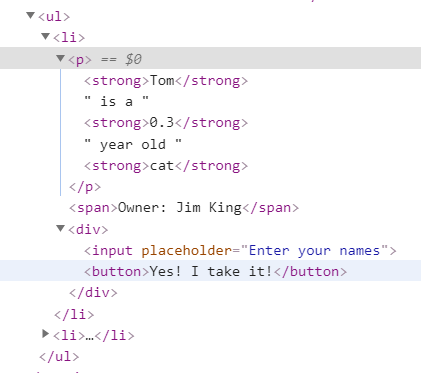 <ul>
<li>
<p> == $0
<strong>Tom</strong>
" is a "
<strong>0.3</strong>
" year old "
<strong>cat</strong>
</p>
<span>Owner: Jim King</span>
<div>
<input placeholder="Enter your names">
<button>Yes! I take it!</button>
</div>
</li>
<li>…</li>
</ul>